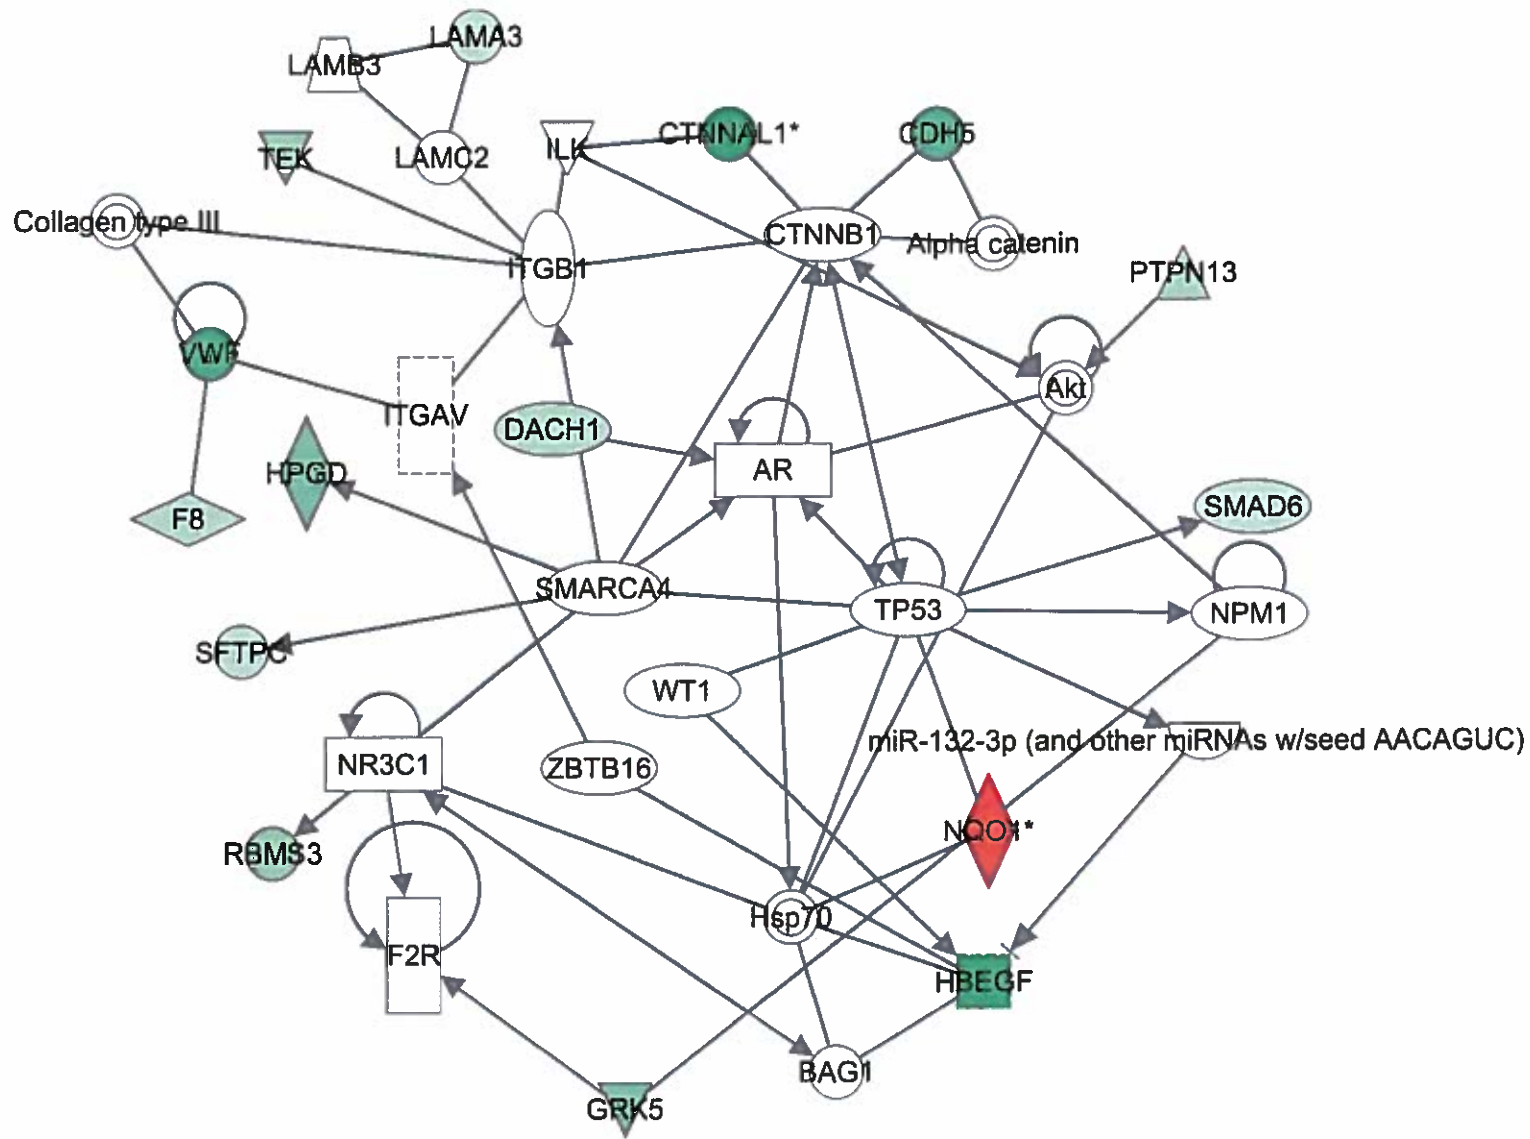 LAMA3
LAMB3
CTNNAL1*
CDH5
TEK
LAMC2
ILK
Collagen type III
CTNNB1
Alpha catenin
ITGB1
PTPN13
VWF
Akt
ITGAV
DACH1
AR
HPGD
F8
SMAD6
SMARCA4
TP53
NPM1
SFTPC
WT1
miR-132-3p (and other miRNAs w/seed AACAGUC)
NR3C1
ZBTB16
NQO1*
RBMS3
Hsp70
F2R
HBEGF
BAG1
GRK5